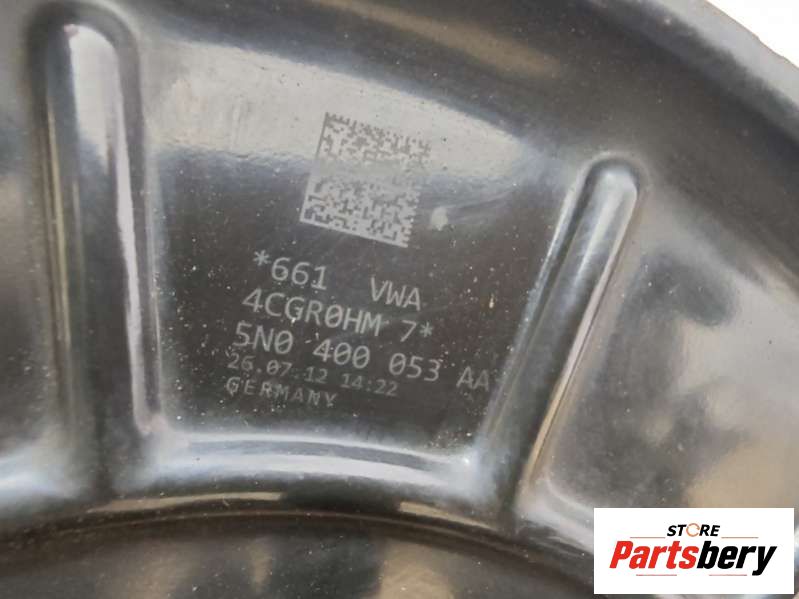 *661 VWA
4CGR0HM 7*
5N0 400 053 AA
26.07.12 14:22
GERMANY
STORE
Partsbery